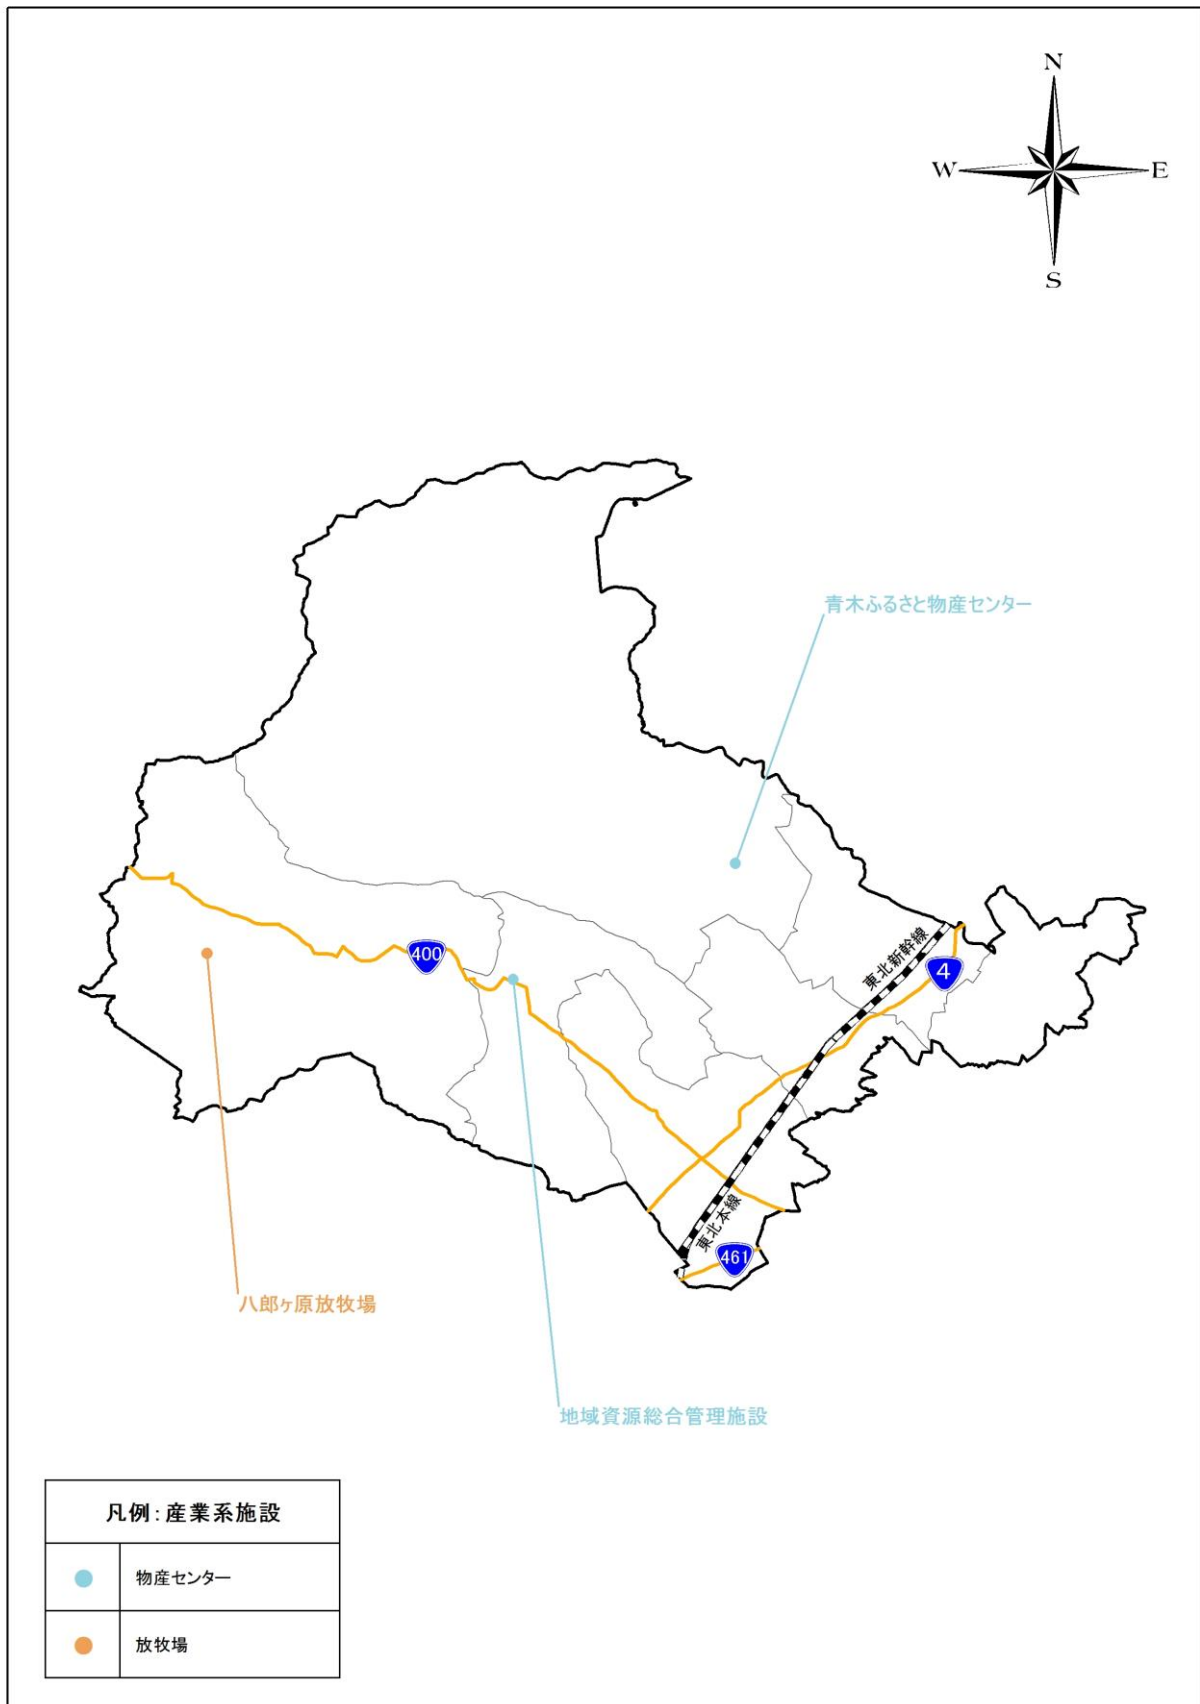 N
W
E
S
青木ふるさと物産センター
東北新幹線
400
4
東北本線
461
八郎ヶ原放牧場
地域資源総合管理施設
凡例：産業系施設
物産センター
放牧場